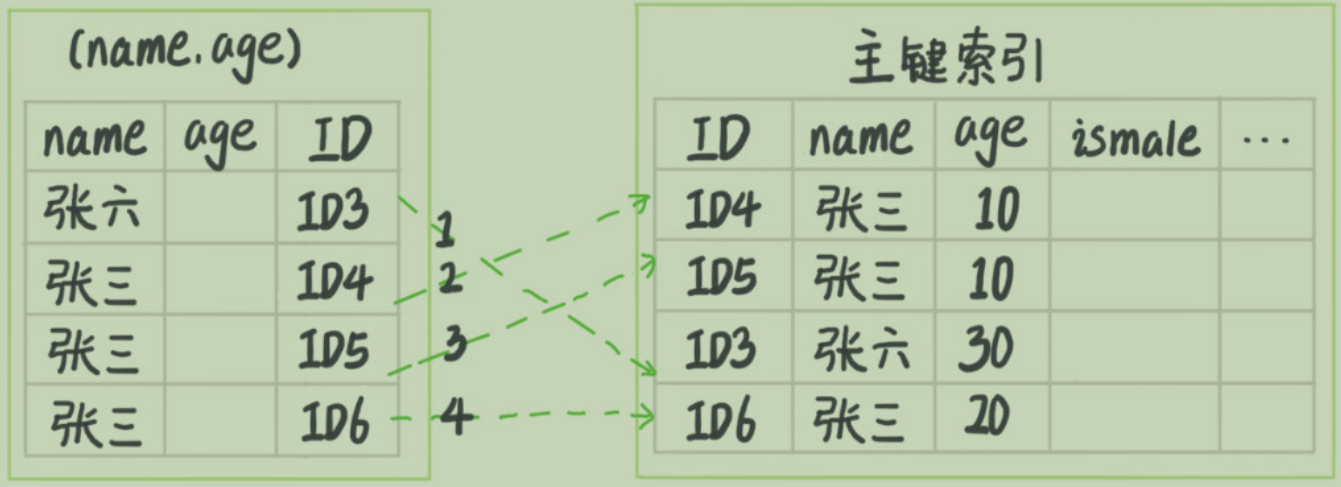 (name.age)
name age ID
张六 ID3
张三 ID4
张三 ID5
张三 ID6
1
2
3
4
主键索引
ID name age ismale ...
ID4 张三 10
ID5 张三 10
ID3 张六 30
ID6 张三 20